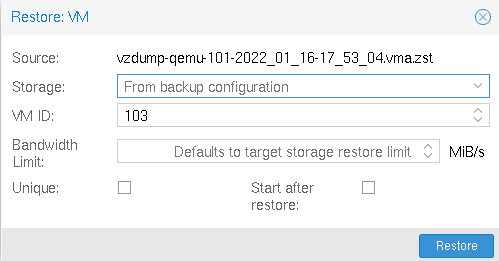 Restore: VM
Source: vzdump-qemu-101-2022_01_16-17_53_04.vma.zst
Storage: From backup configuration
VM ID: 103
Bandwidth Limit: Defaults to target storage restore limit MiB/s
Unique: Start after restore:
Restore